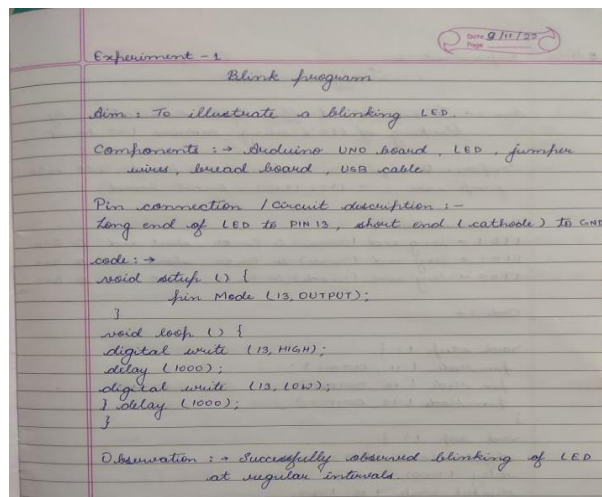 Date 9/11/22
Page
Experiment - 1
Blink program
Aim : To illustrate a blinking LED.
Components : → Arduino UNO board , LED , jumper
wires , bread board , USB cable
Pin connection / Circuit description : -
Long end of LED to PIN 13 , short end ( cathode ) to GND
code : →
void setup () {
pin Mode (13, OUTPUT);
}
void loop () {
digital write (13, HIGH);
delay (1000);
digital write (13, LOW);
} delay (1000);
}
Observation : → Successfully observed blinking of LED
at regular intervals.